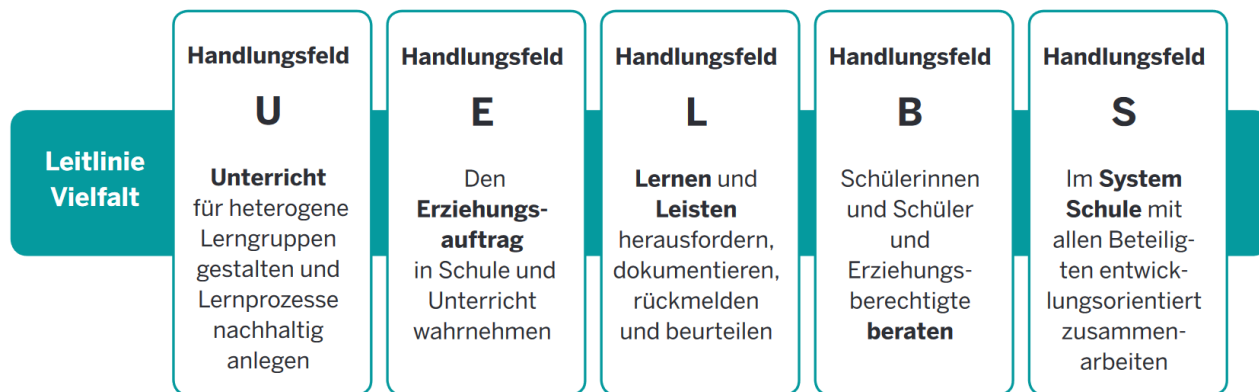 Leitlinie
Vielfalt
Handlungsfeld
U
Unterricht
für heterogene
Lerngruppen
gestalten und
Lernprozesse
nachhaltig
anlegen
Handlungsfeld
E
Den
Erziehungs-
auftrag
in Schule und
Unterricht
wahrnehmen
Handlungsfeld
L
Lernen und
Leisten
herausfordern,
dokumentieren,
rückmelden
und beurteilen
Handlungsfeld
B
Schülerinnen
und Schüler
und
Erziehungs-
berechtigte
beraten
Handlungsfeld
S
Im System
Schule mit
allen Beteilig-
ten entwick-
lungsorientiert
zusammen-
arbeiten